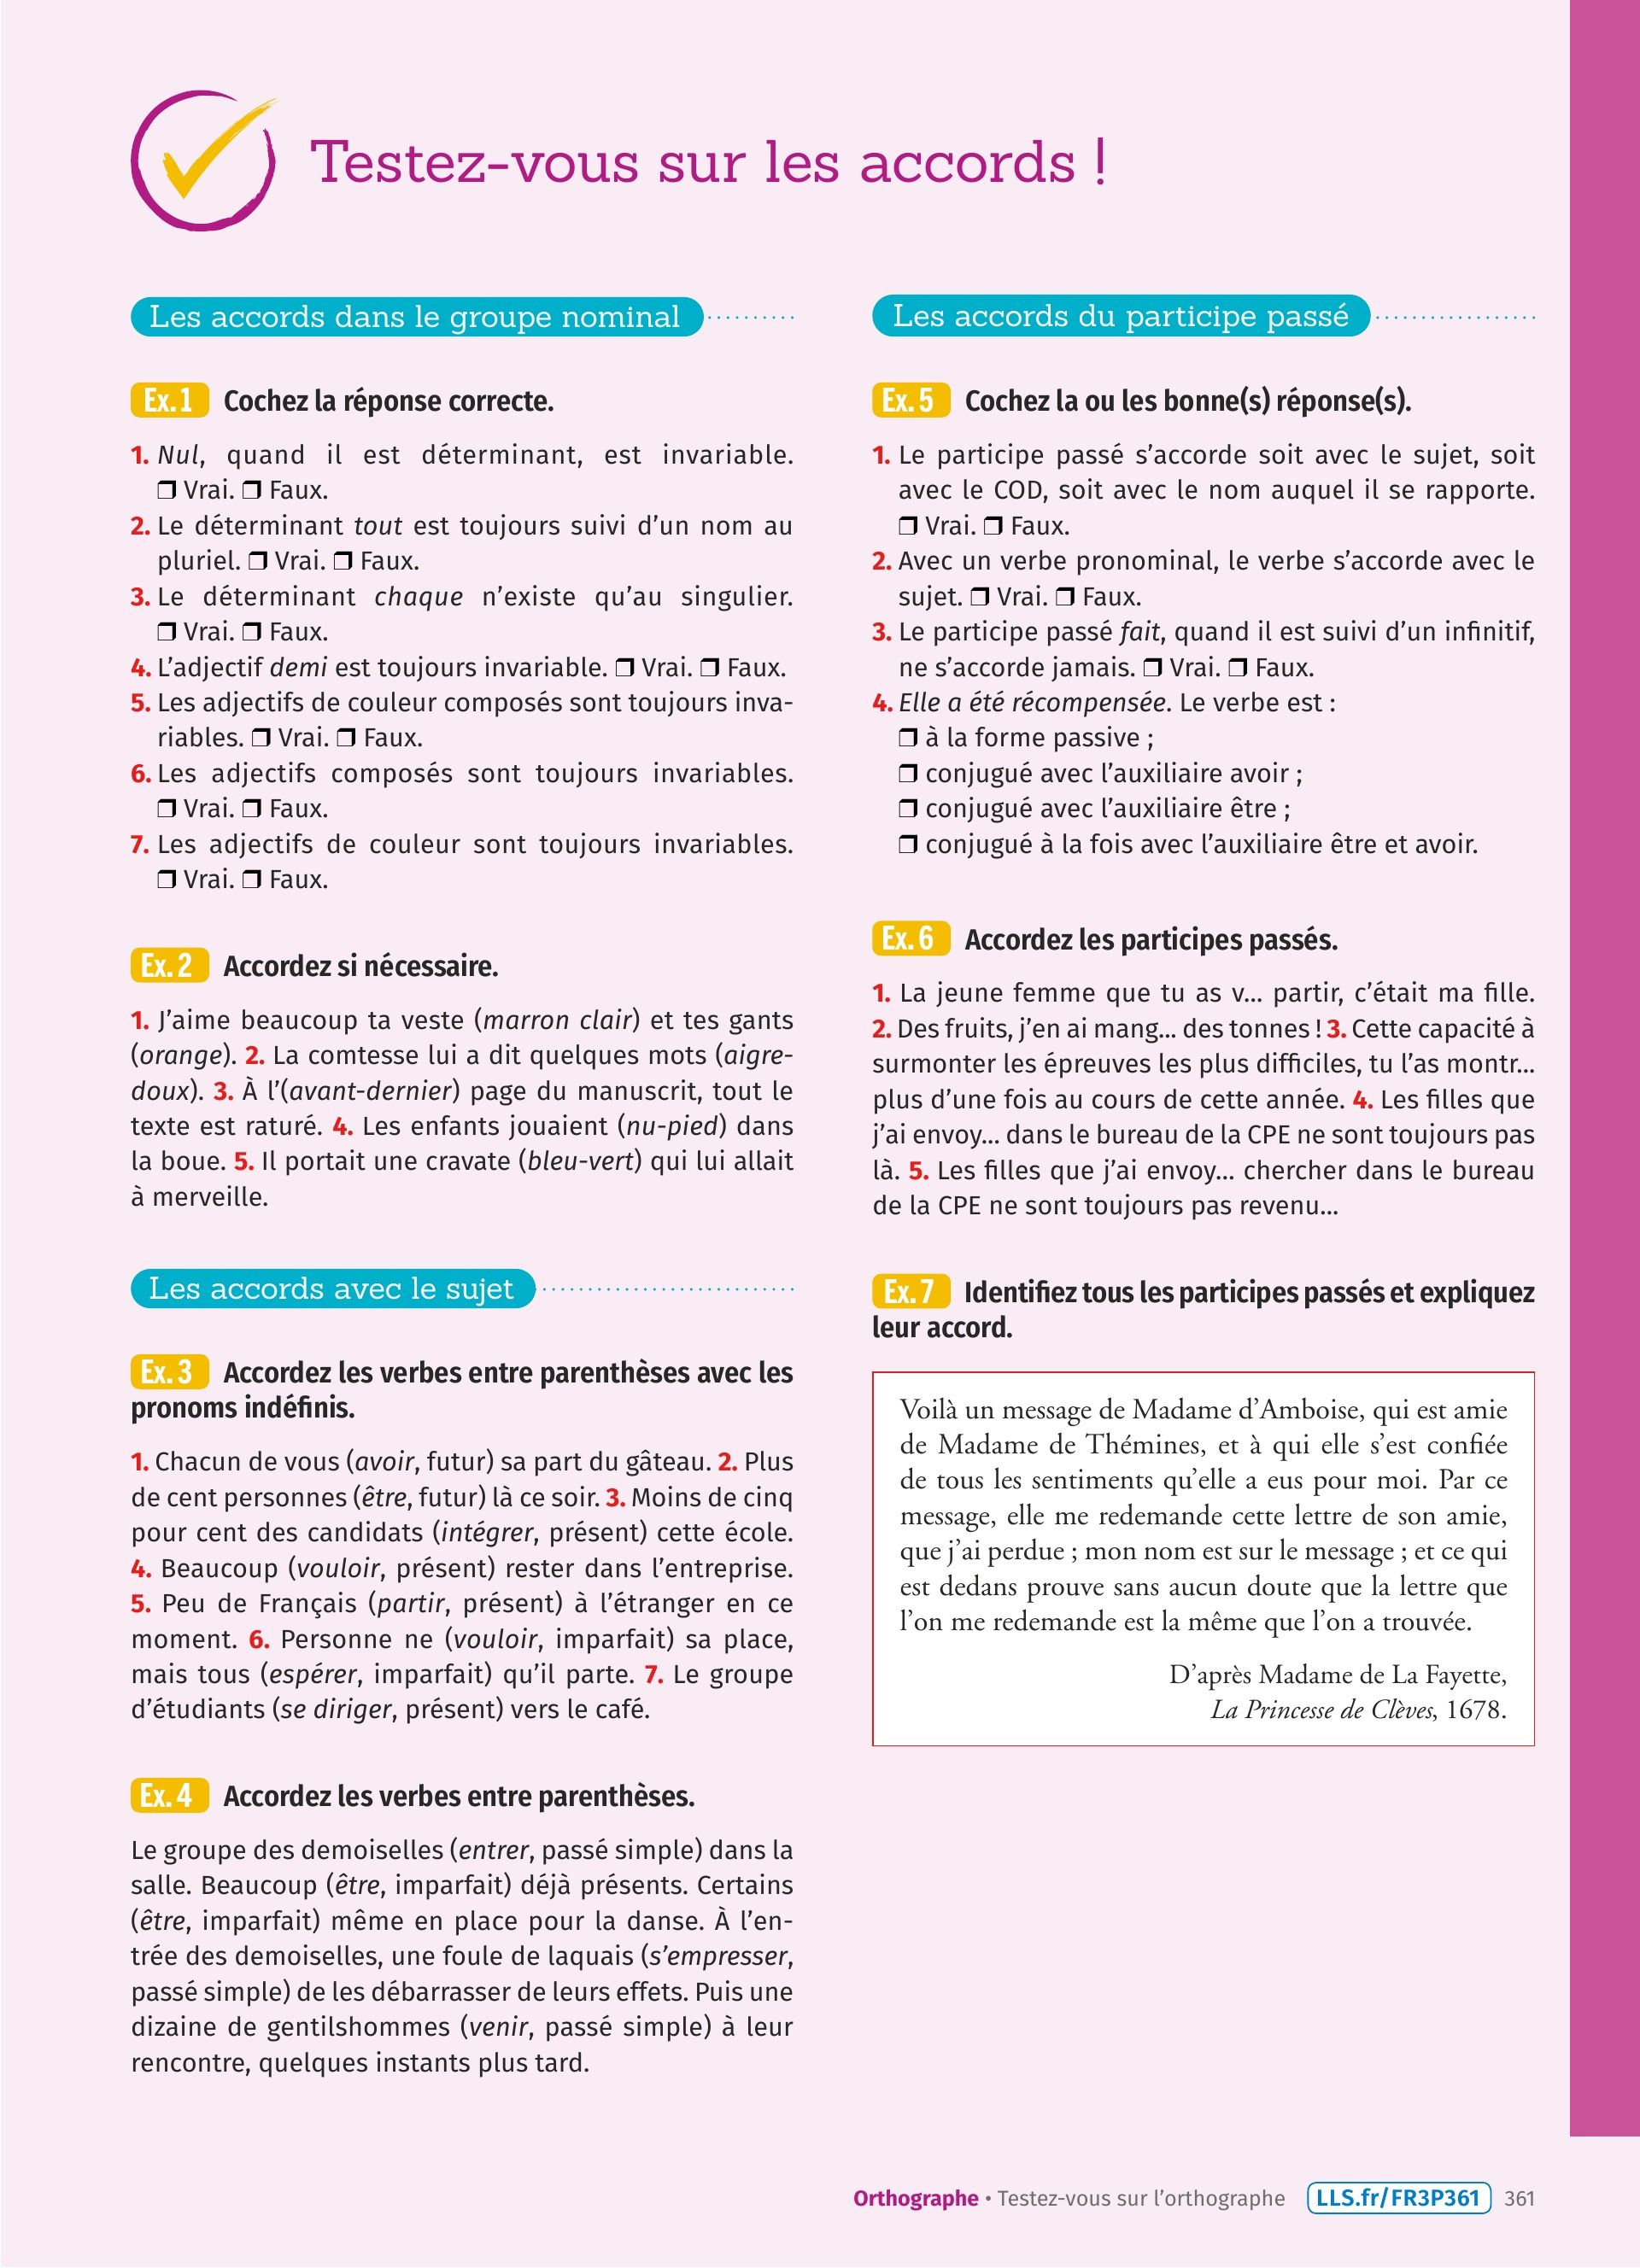 Testez-vous sur les accords !
Les accords dans le groupe nominal
Ex. 1 Cochez la réponse correcte.
1. Nul, quand il est déterminant, est invariable.
❒ Vrai. ❒ Faux.
2. Le déterminant tout est toujours suivi d’un nom au
pluriel. ❒ Vrai. ❒ Faux.
3. Le déterminant chaque n’existe qu’au singulier.
❒ Vrai. ❒ Faux.
4. L’adjectif demi est toujours invariable. ❒ Vrai. ❒ Faux.
5. Les adjectifs de couleur composés sont toujours inva-
riables. ❒ Vrai. ❒ Faux.
6. Les adjectifs composés sont toujours invariables.
❒ Vrai. ❒ Faux.
7. Les adjectifs de couleur sont toujours invariables.
❒ Vrai. ❒ Faux.
Ex. 2 Accordez si nécessaire.
1. J’aime beaucoup ta veste (marron clair) et tes gants
(orange). 2. La comtesse lui a dit quelques mots (aigre-
doux). 3. À l’(avant-dernier) page du manuscrit, tout le
texte est raturé. 4. Les enfants jouaient (nu-pied) dans
la boue. 5. Il portait une cravate (bleu-vert) qui lui allait
à merveille.
Les accords avec le sujet
Ex. 3 Accordez les verbes entre parenthèses avec les
pronoms indéfinis.
1. Chacun de vous (avoir, futur) sa part du gâteau. 2. Plus
de cent personnes (être, futur) là ce soir. 3. Moins de cinq
pour cent des candidats (intégrer, présent) cette école.
4. Beaucoup (vouloir, présent) rester dans l’entreprise.
5. Peu de Français (partir, présent) à l’étranger en ce
moment. 6. Personne ne (vouloir, imparfait) sa place,
mais tous (espérer, imparfait) qu’il parte. 7. Le groupe
d’étudiants (se diriger, présent) vers le café.
Ex. 4 Accordez les verbes entre parenthèses.
Le groupe des demoiselles (entrer, passé simple) dans la
salle. Beaucoup (être, imparfait) déjà présents. Certains
(être, imparfait) même en place pour la danse. À l’en-
trée des demoiselles, une foule de laquais (s’empresser,
passé simple) de les débarrasser de leurs effets. Puis une
dizaine de gentilshommes (venir, passé simple) à leur
rencontre, quelques instants plus tard.
Les accords du participe passé
Ex. 5 Cochez la ou les bonne(s) réponse(s).
1. Le participe passé s’accorde soit avec le sujet, soit
avec le COD, soit avec le nom auquel il se rapporte.
❒ Vrai. ❒ Faux.
2. Avec un verbe pronominal, le verbe s’accorde avec le
sujet. ❒ Vrai. ❒ Faux.
3. Le participe passé fait, quand il est suivi d’un infinitif,
ne s’accorde jamais. ❒ Vrai. ❒ Faux.
4. Elle a été récompensée. Le verbe est :
❒ à la forme passive ;
❒ conjugué avec l’auxiliaire avoir ;
❒ conjugué avec l’auxiliaire être ;
❒ conjugué à la fois avec l’auxiliaire être et avoir.
Ex. 6 Accordez les participes passés.
1. La jeune femme que tu as v... partir, c’était ma fille.
2. Des fruits, j’en ai mang... des tonnes ! 3. Cette capacité à
surmonter les épreuves les plus difficiles, tu l’as montr...
plus d’une fois au cours de cette année. 4. Les filles que
j’ai envoy... dans le bureau de la CPE ne sont toujours pas
là. 5. Les filles que j’ai envoy... chercher dans le bureau
de la CPE ne sont toujours pas revenu...
Ex. 7 Identifiez tous les participes passés et expliquez
leur accord.
Voilà un message de Madame d’Amboise, qui est amie
de Madame de Thémines, et à qui elle s’est confiée
de tous les sentiments qu’elle a eus pour moi. Par ce
message, elle me redemande cette lettre de son amie,
que j’ai perdue ; mon nom est sur le message ; et ce qui
est dedans prouve sans aucun doute que la lettre que
l’on me redemande est la même que l’on a trouvée.
D’après Madame de La Fayette,
La Princesse de Clèves, 1678.
Orthographe • Testez-vous sur l’orthographe LLS.fr/FR3P361 361